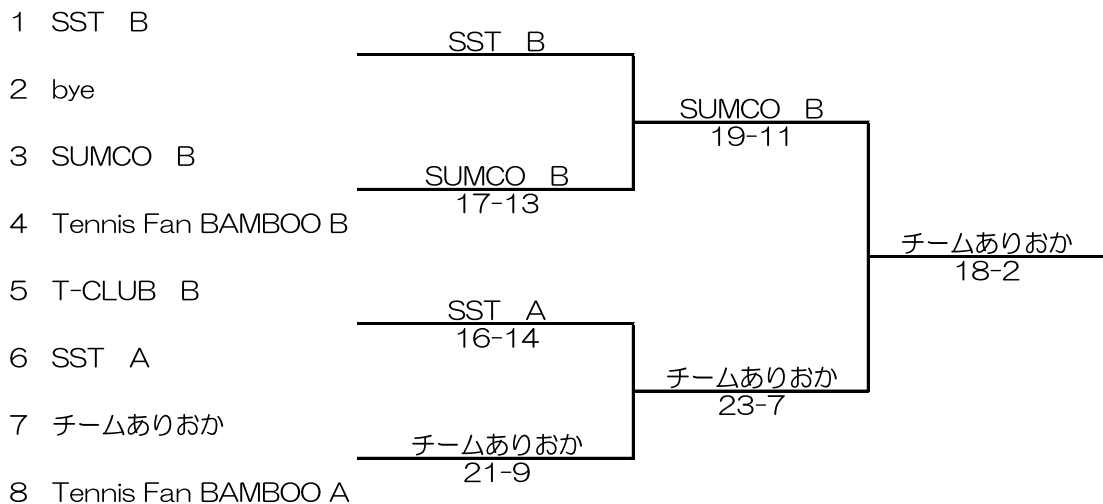 1 SST B
SST B
2 bye
SUMCO B
19-11
3 SUMCO B
SUMCO B
17-13
4 Tennis Fan BAMBOO B
チームありおか
18-2
5 T-CLUB B
SST A
16-14
6 SST A
チームありおか
23-7
7 チームありおか
チームありおか
21-9
8 Tennis Fan BAMBOO A